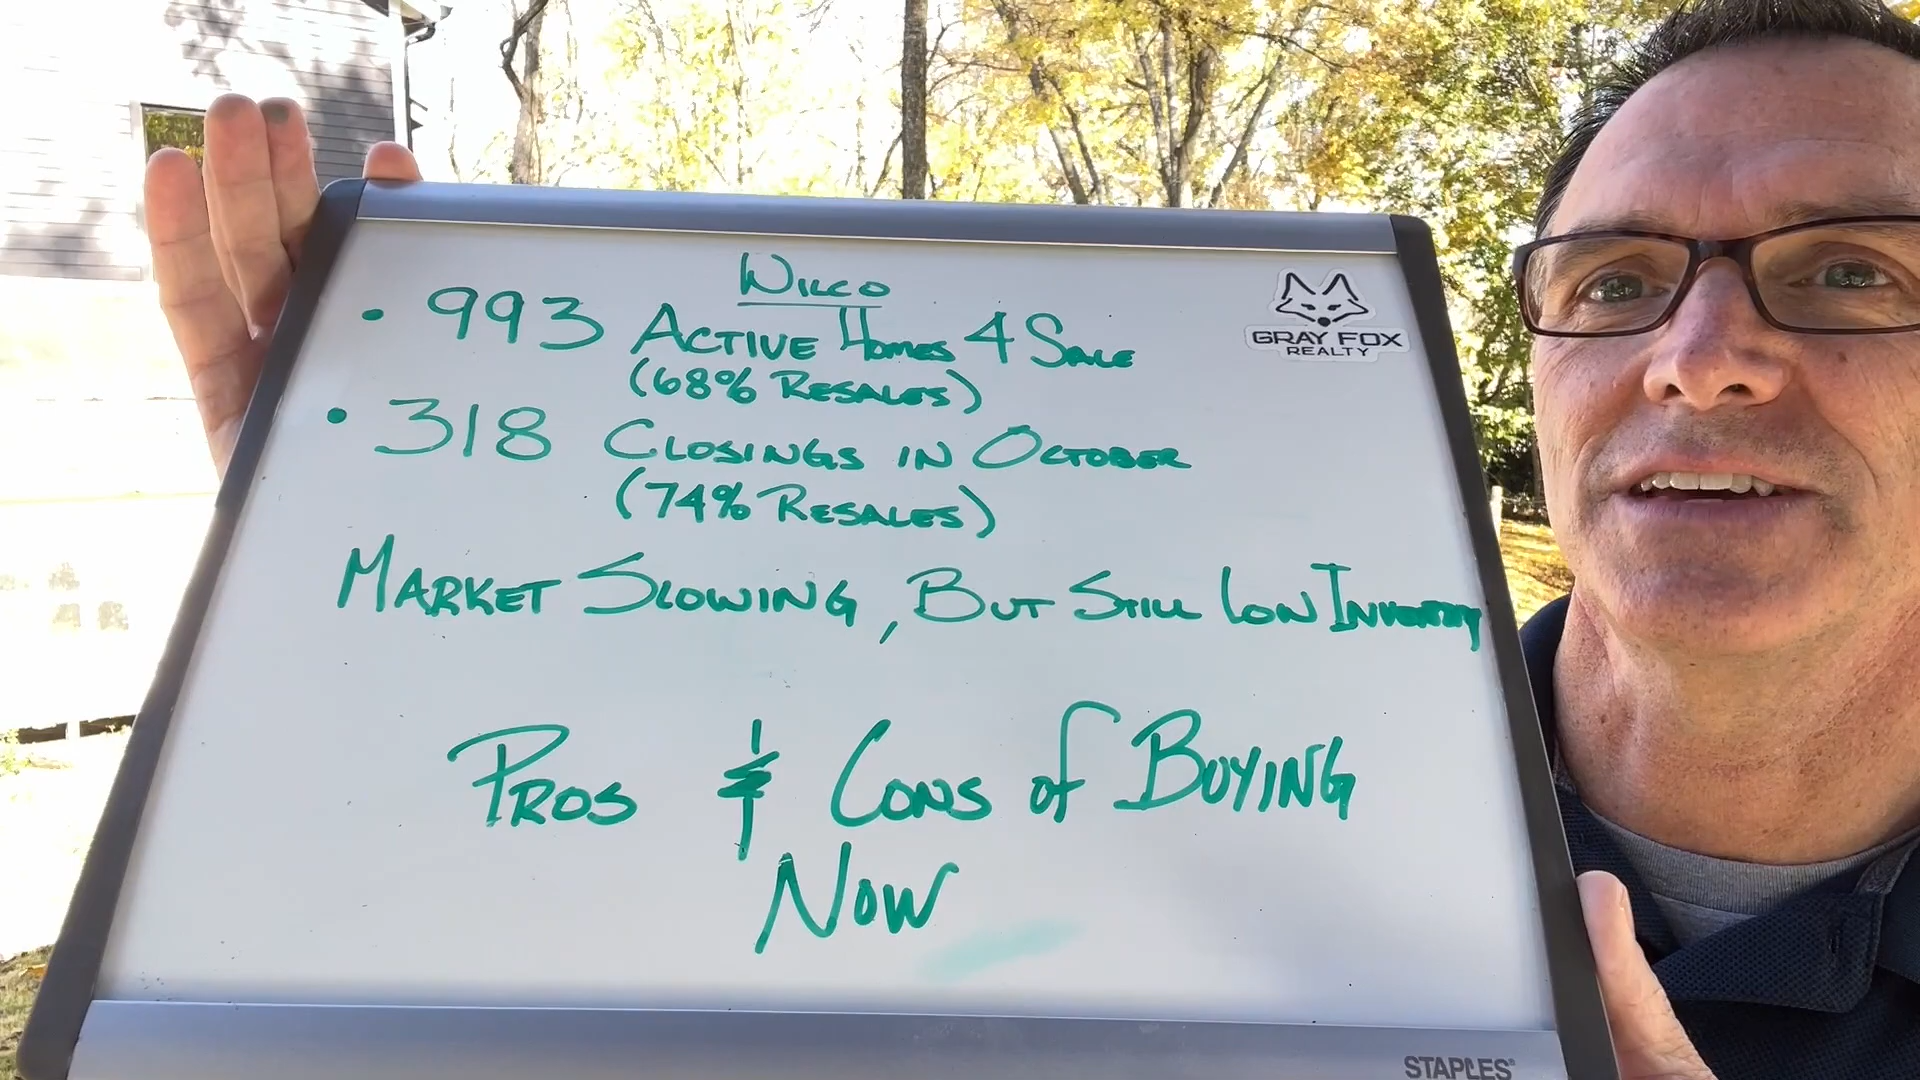 WILCO
• 993 ACTIVE HOMES 4 SALE
(68% RESALES)
• 318 CLOSINGS IN OCTOBER
(74% RESALES)
MARKET SLOWING, BUT STILL LOW INVENTORY
PROS & CONS OF BUYING
NOW
GRAY FOX
REALTY
STAPLES